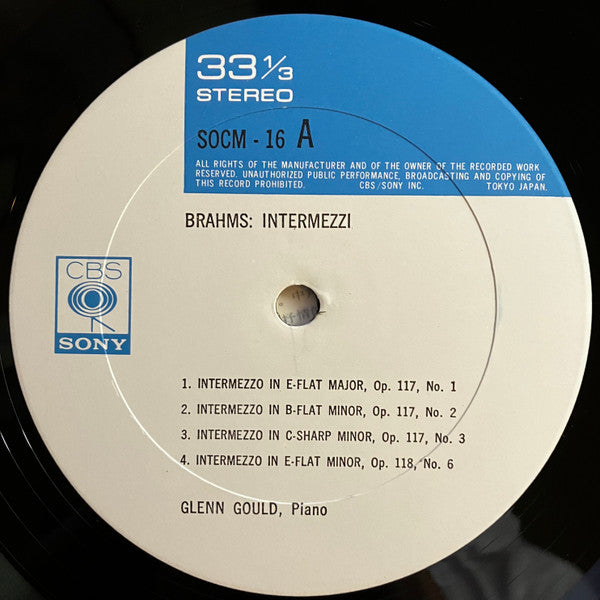 33 1/3
STEREO
SOCM - 16 A
ALL RIGHTS OF THE MANUFACTURER AND OF THE OWNER OF THE RECORDED WORK
RESERVED. UNAUTHORIZED PUBLIC PERFORMANCE, BROADCASTING AND COPYING OF
THIS RECORD PROHIBITED. CBS/SONY INC. TOKYO JAPAN.
BRAHMS: INTERMEZZI
CBS
SONY
1. INTERMEZZO IN E-FLAT MAJOR, Op. 117, No. 1
2. INTERMEZZO IN B-FLAT MINOR, Op. 117, No. 2
3. INTERMEZZO IN C-SHARP MINOR, Op. 117, No. 3
4. INTERMEZZO IN E-FLAT MINOR, Op. 118, No. 6
GLENN GOULD, Piano